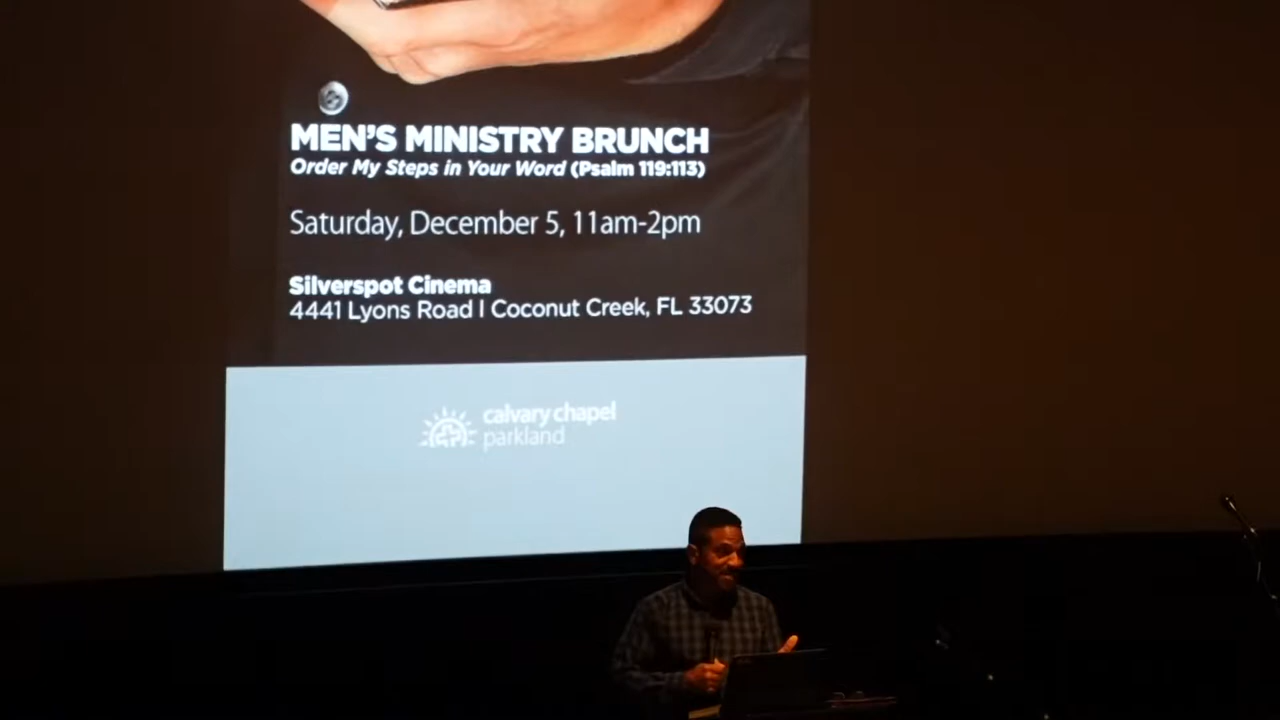 MEN'S MINISTRY BRUNCH
Order My Steps in Your Word (Psalm 119:113)
Saturday, December 5, 11am-2pm
Silverspot Cinema
4441 Lyons Road | Coconut Creek, FL 33073
calvary chapel
parkland